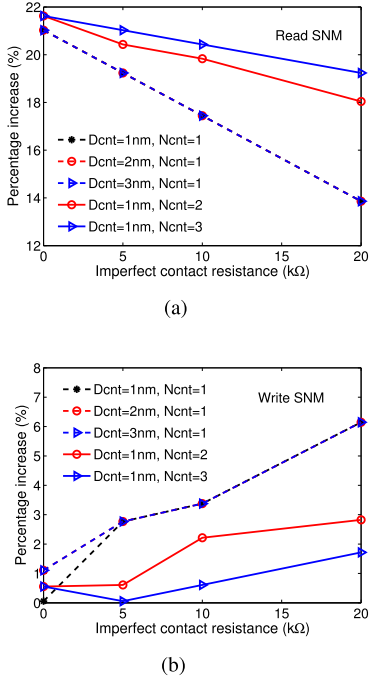 22
20
18
16
14
12
Percentage increase (%)
Read SNM
Dcnt=1nm, Ncnt=1
Dcnt=2nm, Ncnt=1
Dcnt=3nm, Ncnt=1
Dcnt=1nm, Ncnt=2
Dcnt=1nm, Ncnt=3
0 5 10 15 20
Imperfect contact resistance (kΩ)
(a)
8
7
6
5
4
3
2
1
0
Percentage increase (%)
Write SNM
Dcnt=1nm, Ncnt=1
Dcnt=2nm, Ncnt=1
Dcnt=3nm, Ncnt=1
Dcnt=1nm, Ncnt=2
Dcnt=1nm, Ncnt=3
0 5 10 15 20
Imperfect contact resistance (kΩ)
(b)